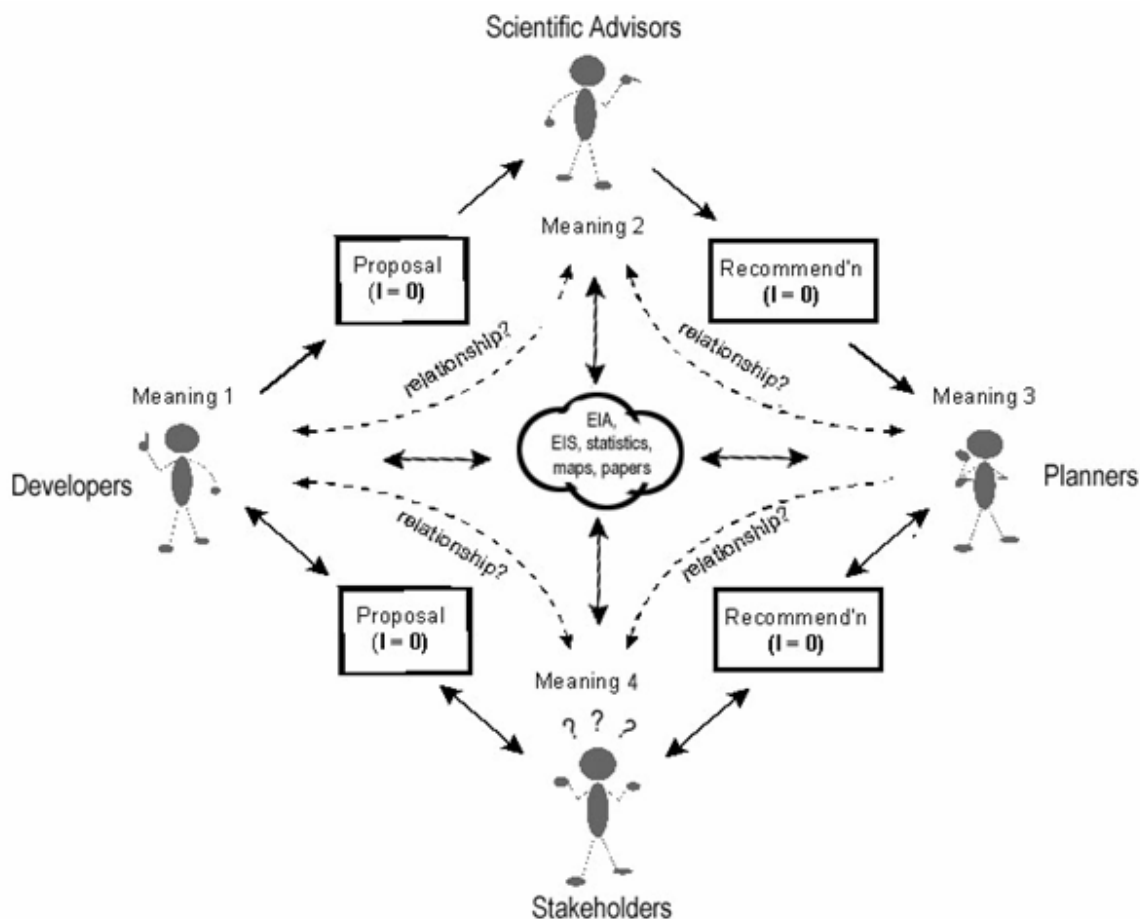 Scientific Advisors
Meaning 2
Proposal
(I = 0)
Recommend'n
(I = 0)
relationship?
relationship?
Meaning 1
Meaning 3
EIA,
EIS, statistics,
maps, papers
Developers
Planners
relationship?
relationship?
Proposal
(I = 0)
Recommend'n
(I = 0)
Meaning 4
? ? ?
Stakeholders